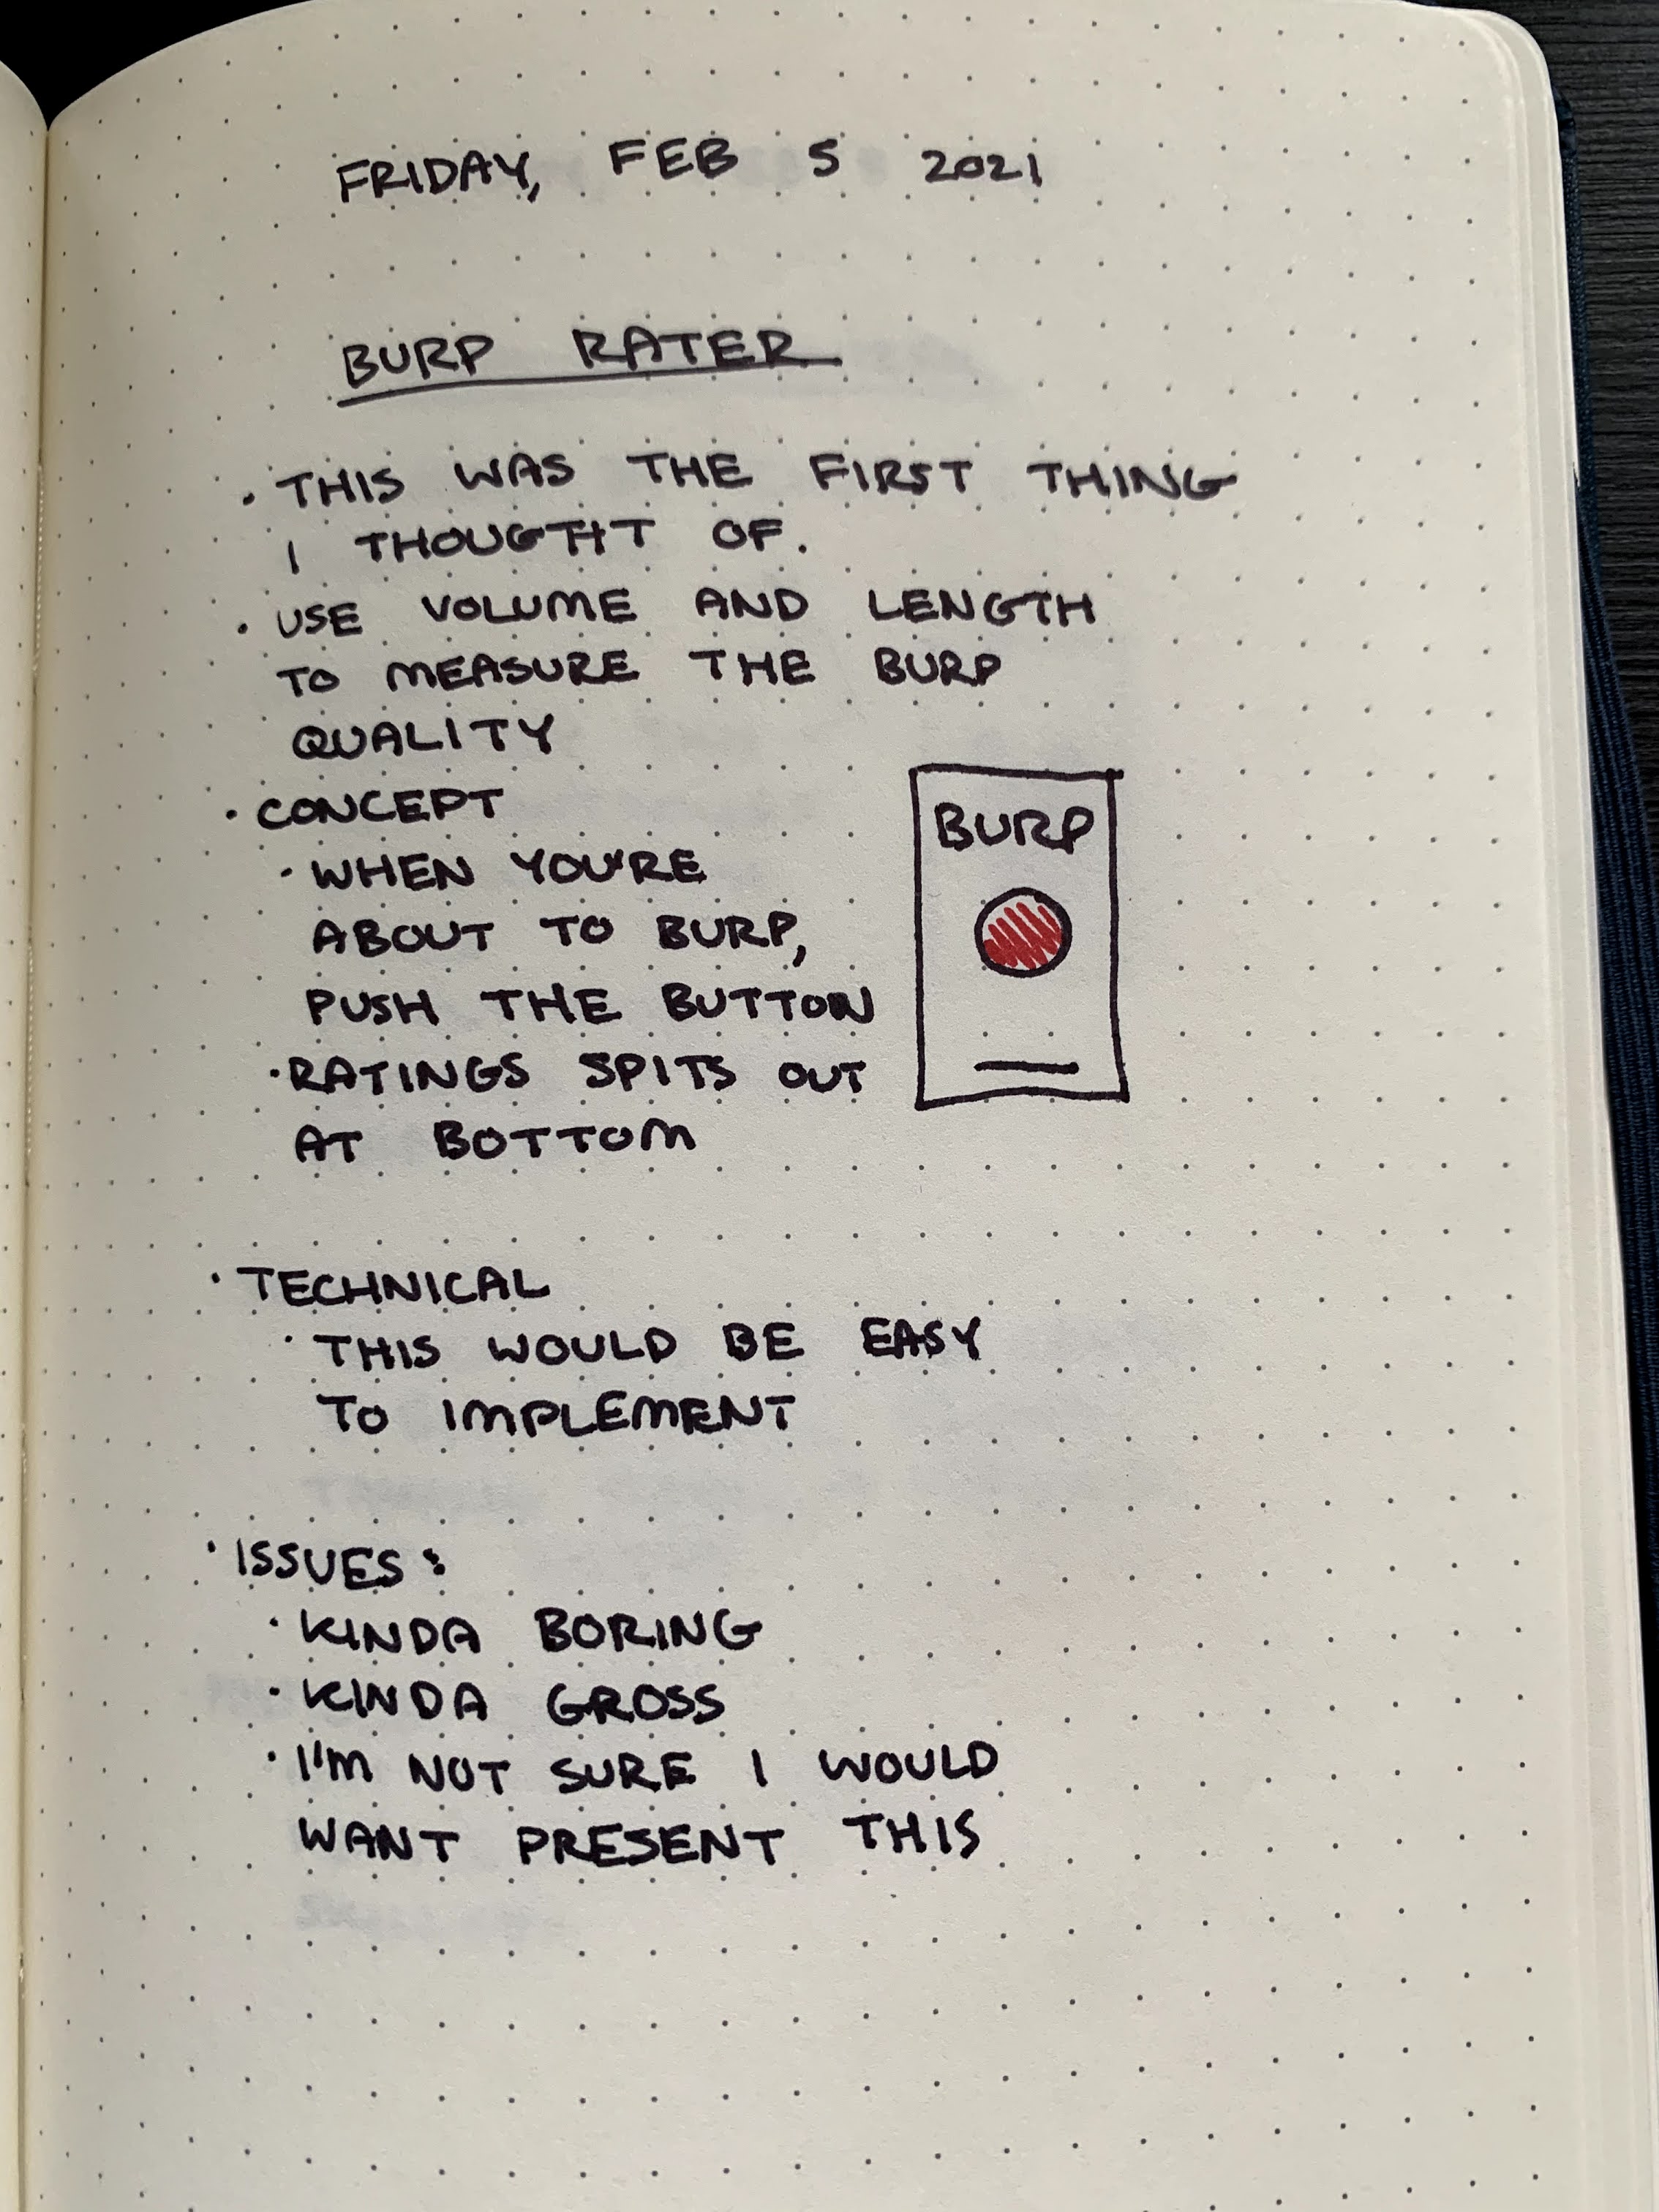 FRIDAY, FEB 5 2021
BURP RATER
· THIS WAS THE FIRST THING
I THOUGHT OF.
· USE VOLUME AND LENGTH
TO MEASURE THE BURP
QUALITY
· CONCEPT
· WHEN YOU'RE
ABOUT TO BURP,
PUSH THE BUTTON
· RATINGS SPITS OUT
AT BOTTOM
BURP
· TECHNICAL
· THIS WOULD BE EASY
TO IMPLEMENT
· ISSUES:
· KINDA BORING
· KINDA GROSS
· I'M NOT SURE I WOULD
WANT PRESENT THIS